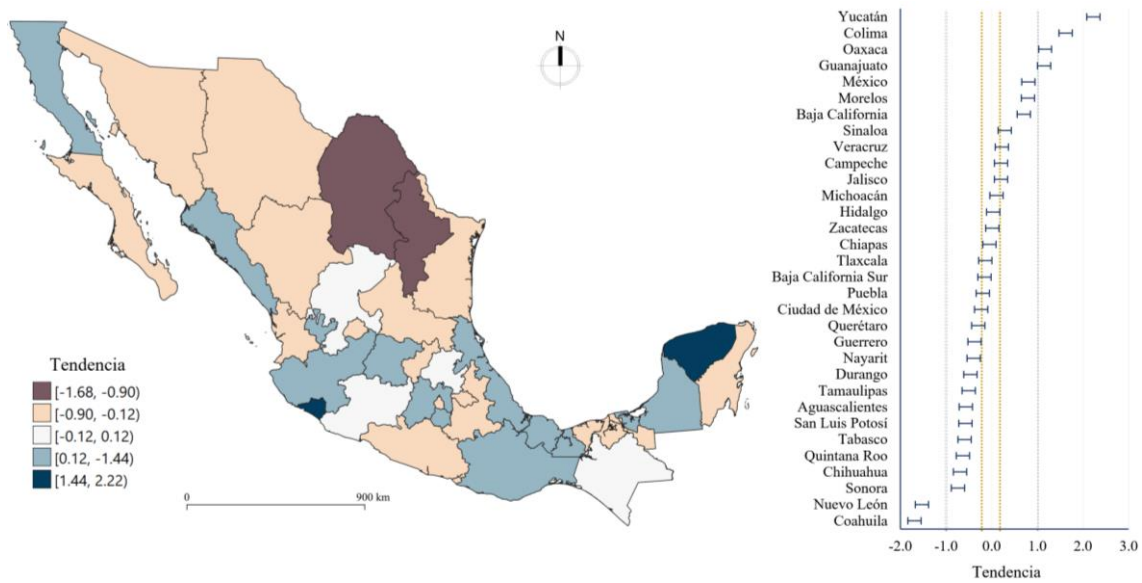 N
Tendencia
[-1.68, -0.90)
[-0.90, -0.12)
[-0.12, 0.12)
[0.12, -1.44)
[1.44, 2.22]
0
900 km
Yucatán
Colima
Oaxaca
Guanajuato
México
Morelos
Baja California
Sinaloa
Veracruz
Campeche
Jalisco
Michoacán
Hidalgo
Zacatecas
Chiapas
Tlaxcala
Baja California Sur
Puebla
Ciudad de México
Querétaro
Guerrero
Nayarit
Durango
Tamaulipas
Aguascalientes
San Luis Potosí
Tabasco
Quintana Roo
Chihuahua
Sonora
Nuevo León
Coahuila
-2.0 -1.0 0.0 1.0 2.0 3.0
Tendencia